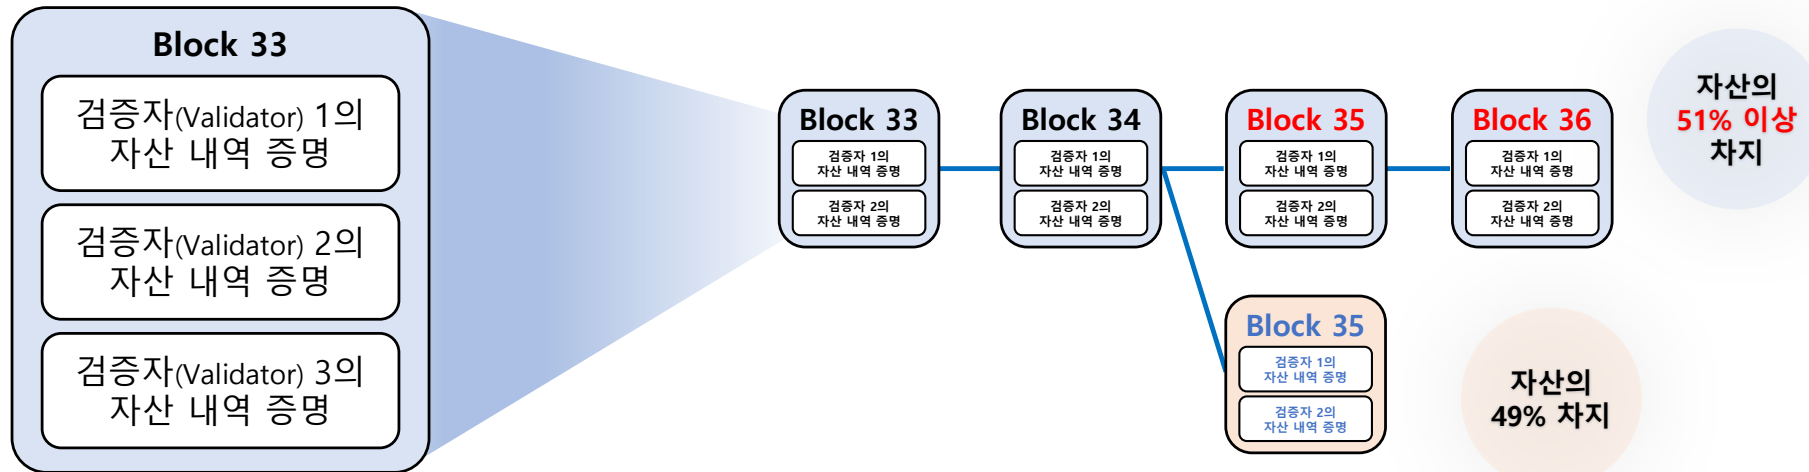 Block 33
검증자(Validator) 1의
자산 내역 증명
검증자(Validator) 2의
자산 내역 증명
검증자(Validator) 3의
자산 내역 증명
Block 33
검증자 1의
자산 내역 증명
검증자 2의
자산 내역 증명
Block 34
검증자 1의
자산 내역 증명
검증자 2의
자산 내역 증명
Block 35
검증자 1의
자산 내역 증명
검증자 2의
자산 내역 증명
Block 36
검증자 1의
자산 내역 증명
검증자 2의
자산 내역 증명
자산의
51% 이상
차지
Block 35
검증자 1의
자산 내역 증명
검증자 2의
자산 내역 증명
자산의
49% 차지